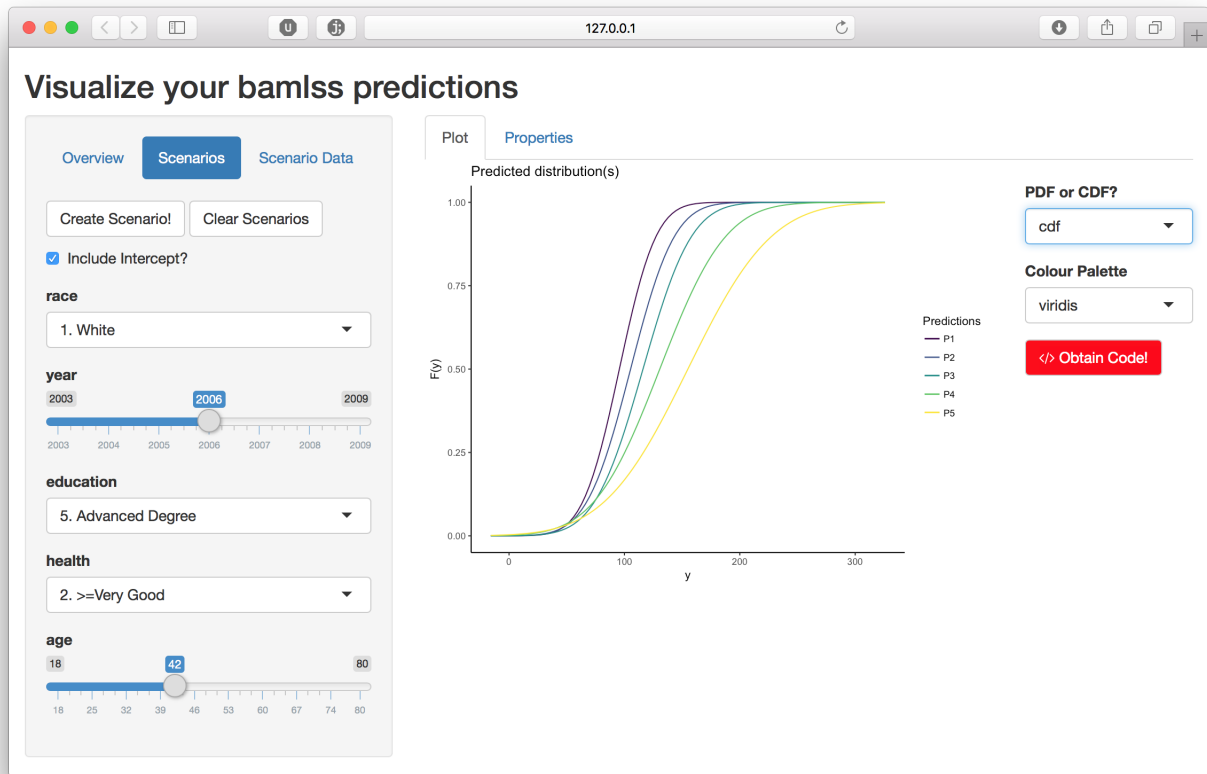 127.0.0.1
Visualize your bamlss predictions
Overview Scenarios Scenario Data
Create Scenario! Clear Scenarios
Include Intercept?
race
1. White
year
2003 2006 2009
2003 2004 2005 2006 2007 2008 2009
education
5. Advanced Degree
health
2. >=Very Good
age
18 42 80
18 25 32 39 46 53 60 67 74 80
Plot Properties
Predicted distribution(s)
1.00
0.75
0.50
0.25
0.00
F(y)
0 100 200 300
y
Predictions
P1
P2
P3
P4
P5
PDF or CDF?
cdf
Colour Palette
viridis
</> Obtain Code!